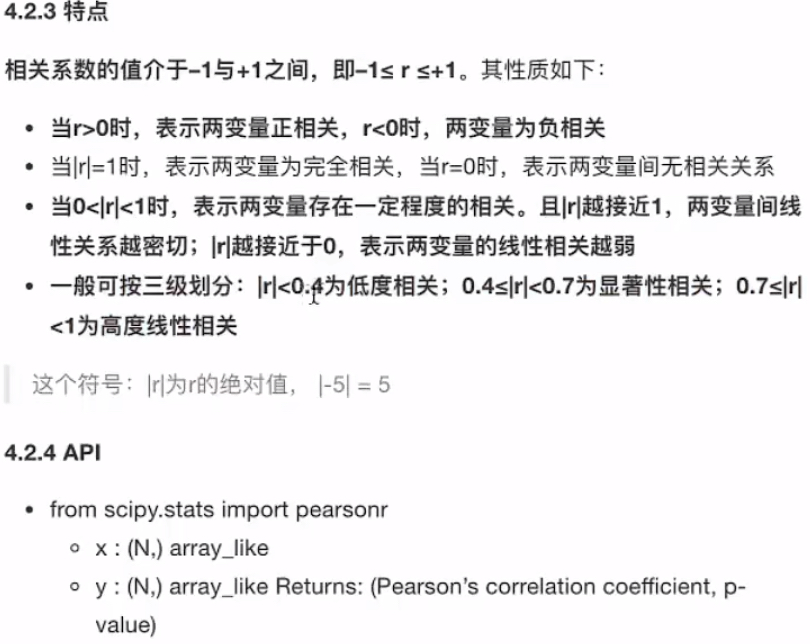 4.2.3 特点
相关系数的值介于–1与+1之间，即–1≤ r ≤+1。其性质如下：
当r>0时，表示两变量正相关，r<0时，两变量为负相关
当|r|=1时，表示两变量为完全相关，当r=0时，表示两变量间无相关关系
当0<|r|<1时，表示两变量存在一定程度的相关。且|r|越接近1，两变量间线
性关系越密切；|r|越接近于0，表示两变量的线性相关越弱
一般可按三级划分：|r|<0.4为低度相关；0.4≤|r|<0.7为显著性相关；0.7≤|r|
<1为高度线性相关
这个符号：|r|为r的绝对值， |-5| = 5
4.2.4 API
from scipy.stats import pearsonr
x : (N,) array_like
y : (N,) array_like Returns: (Pearson’s correlation coefficient, p-
value)